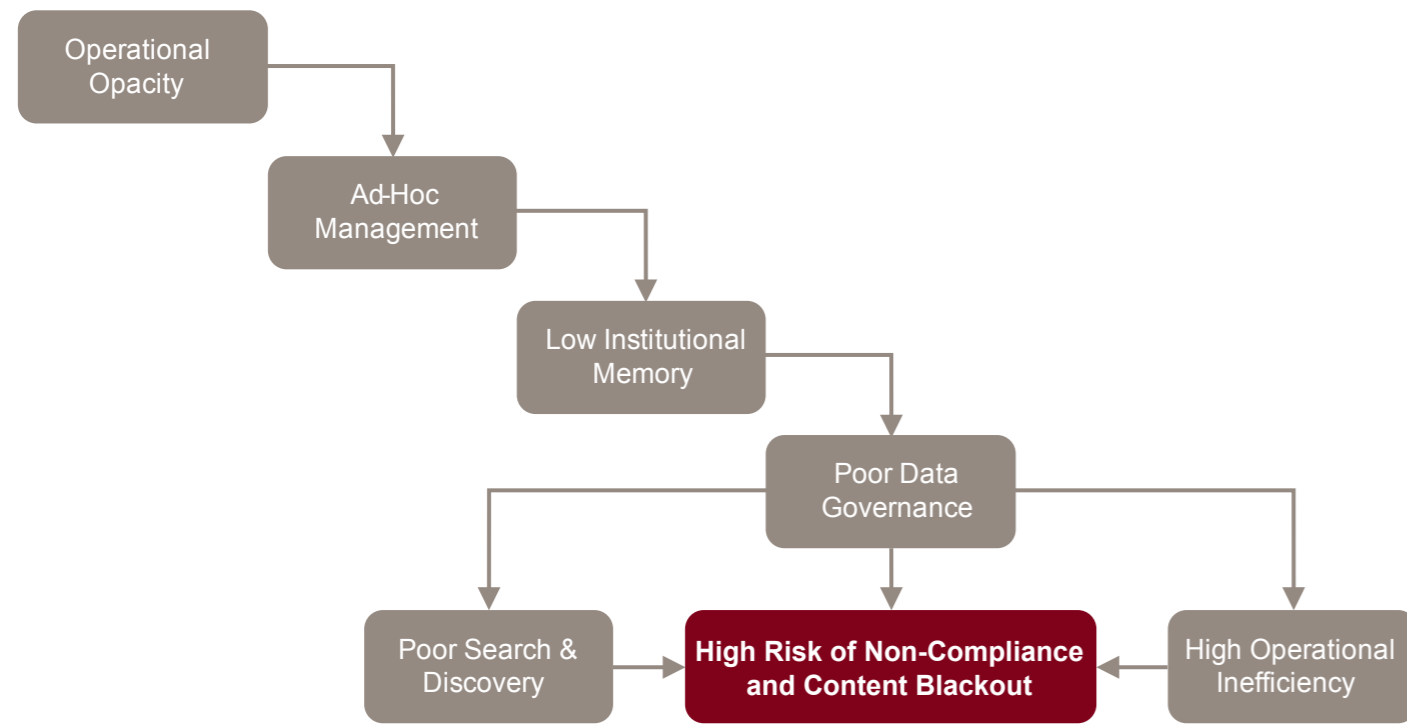 Operational
Opacity
Ad-Hoc
Management
Low Institutional
Memory
Poor Data
Governance
Poor Search &
Discovery
High Risk of Non-Compliance
and Content Blackout
High Operational
Inefficiency